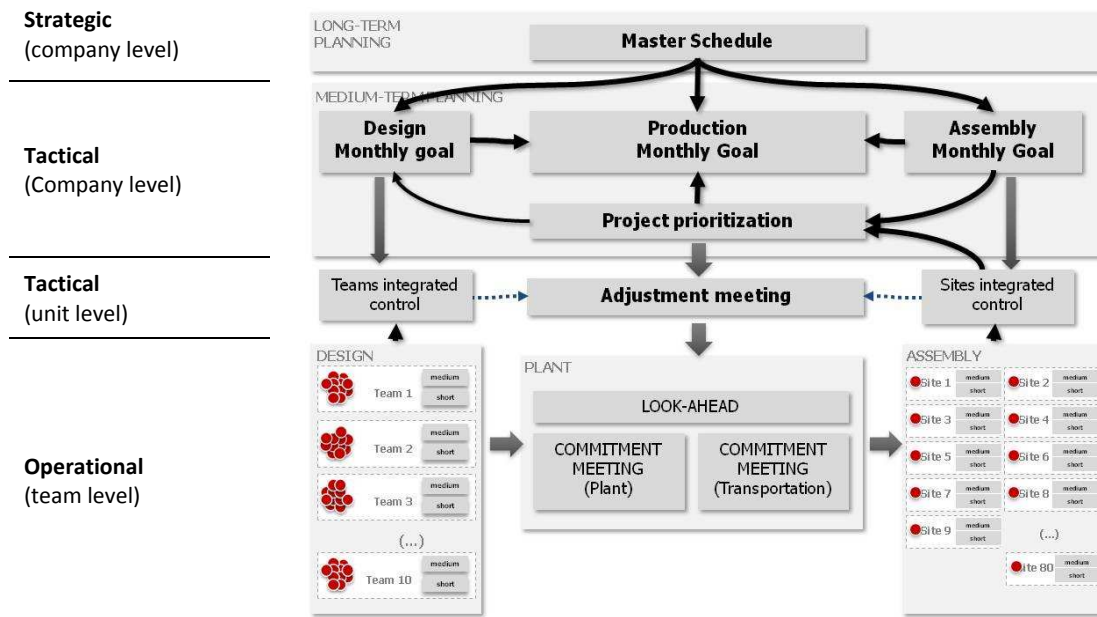 Strategic
(company level)
LONG-TERM
PLANNING
Master Schedule
Tactical
(Company level)
MEDIUM-TERM PLANNING
Design
Monthly goal
Production
Monthly Goal
Assembly
Monthly Goal
Project prioritization
Tactical
(unit level)
Teams integrated
control
Adjustment meeting
Sites integrated
control
Operational
(team level)
DESIGN
Team 1
medium
short
Team 2
medium
short
Team 3
medium
short
(...)
Team 10
medium
short
PLANT
LOOK-AHEAD
COMMITMENT
MEETING
(Plant)
COMMITMENT
MEETING
(Transportation)
ASSEMBLY
Site 1
medium
short
Site 2
medium
short
Site 3
medium
short
Site 4
medium
short
Site 5
medium
short
Site 6
medium
short
Site 7
medium
short
Site 8
medium
short
Site 9
medium
short
(...)
Site 80
medium
short